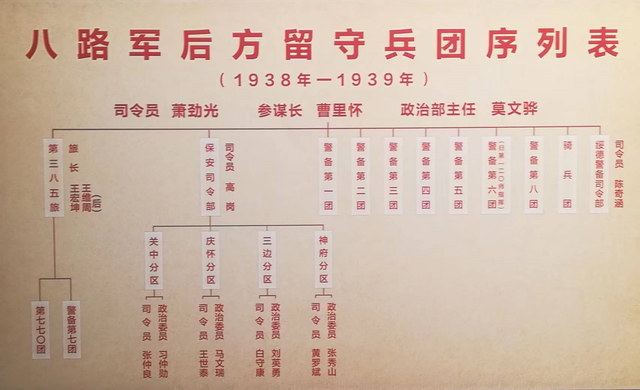 八路军后方留守兵团序列表
(1938年—1939年)
司令员 萧劲光 参谋长 曹里怀 政治部主任 莫文骅
第三八五旅
旅长 王宏坤
王维周(后)
保安司令部
司令员 高岗
警备第一团
警备第二团
警备第三团
警备第四团
警备第五团
警备第六团
警备第八团
骑兵团
绥德警备司令部
司令员 陈奇涵
第七七〇团
警备第七团
关中分区
司令员 张仲良
政治委员 习仲勋
庆怀分区
司令员 王世泰
政治委员 马文瑞
三边分区
司令员 白守康
政治委员 刘英勇
神府分区
司令员 黄罗斌
政治委员 张秀山